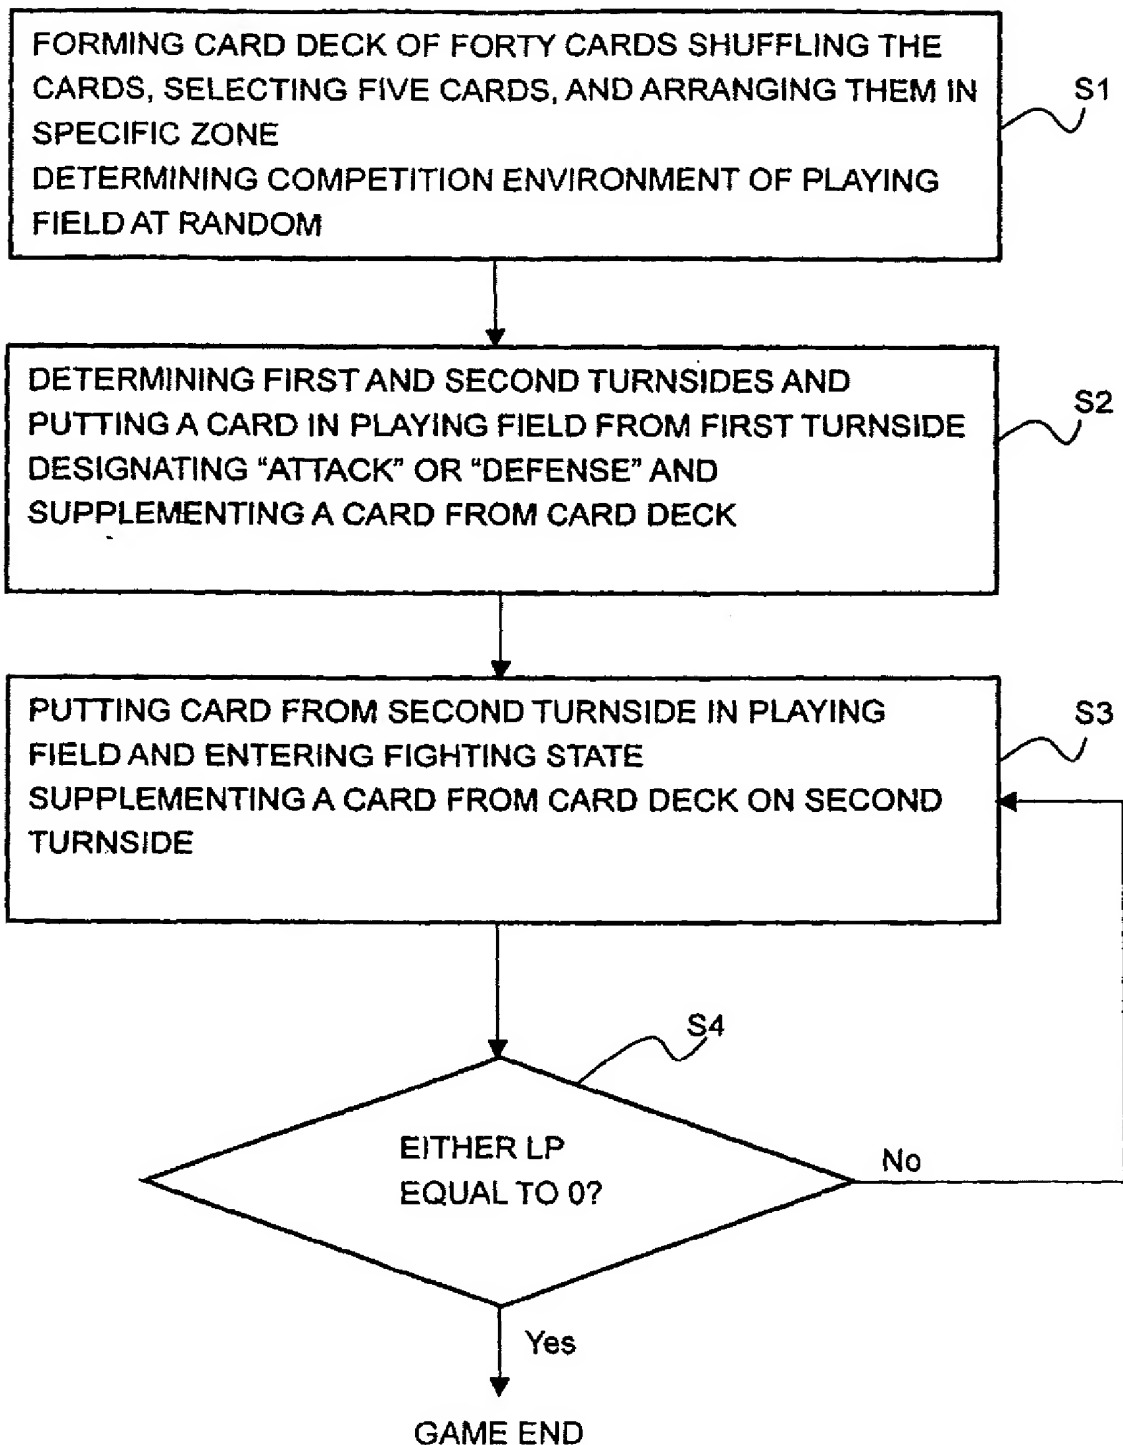 FORMING CARD DECK OF FORTY CARDS SHUFFLING THE
CARDS, SELECTING FIVE CARDS, AND ARRANGING THEM IN
SPECIFIC ZONE
DETERMINING COMPETITION ENVIRONMENT OF PLAYING
FIELD AT RANDOM
S1
DETERMINING FIRST AND SECOND TURNSIDES AND
PUTTING A CARD IN PLAYING FIELD FROM FIRST TURNSIDE
DESIGNATING “ATTACK” OR “DEFENSE” AND
SUPPLEMENTING A CARD FROM CARD DECK
S2
PUTTING CARD FROM SECOND TURNSIDE IN PLAYING
FIELD AND ENTERING FIGHTING STATE
SUPPLEMENTING A CARD FROM CARD DECK ON SECOND
TURNSIDE
S3
S4
EITHER LP
EQUAL TO 0?
No
Yes
GAME END